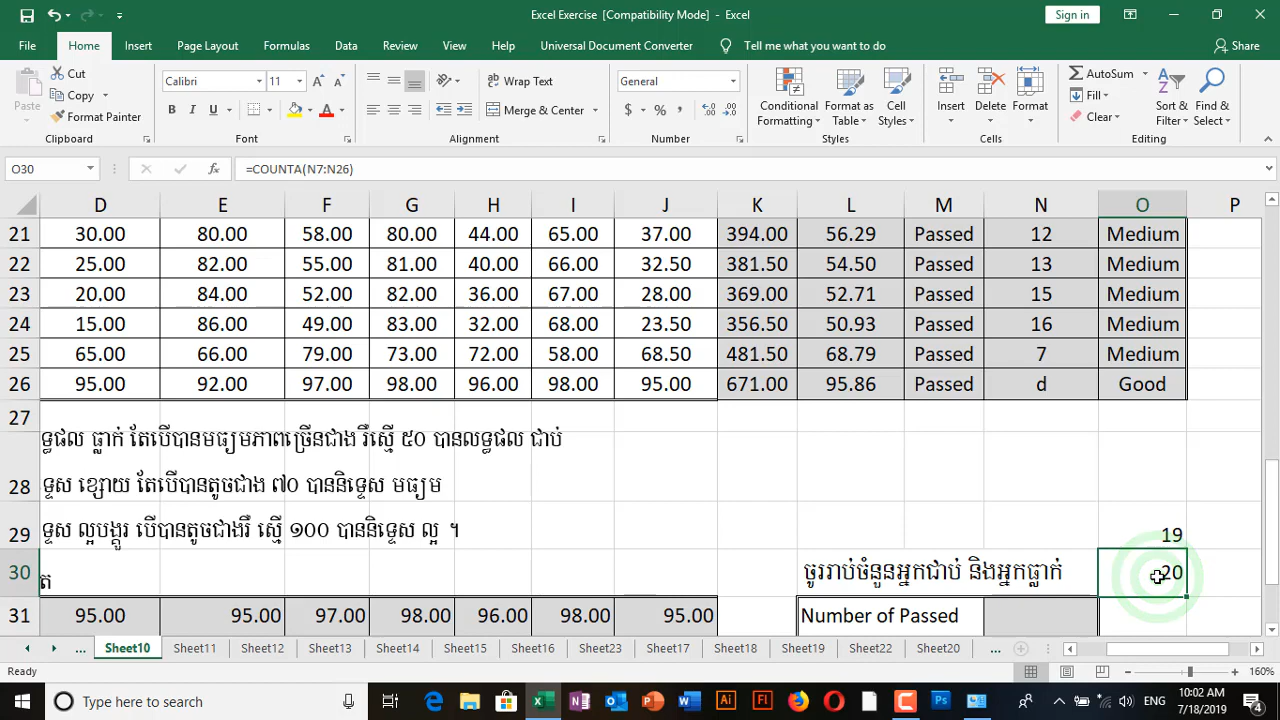 Excel Exercise [Compatibility Mode] - Excel
Sign in
File Home Insert Page Layout Formulas Data Review View Help Universal Document Converter Tell me what you want to do Share
Paste Cut Copy Format Painter
Calibri 11 Wrap Text Merge & Center General
Conditional Formatting Format as Table Cell Styles Insert Delete Format AutoSum Fill Clear Sort & Filter Find & Select
Clipboard Font Alignment Number Styles Cells Editing
O30 =COUNTA(N7:N26)
D E F G H I J K L M N O P
21 30.00 80.00 58.00 80.00 44.00 65.00 37.00 394.00 56.29 Passed 12 Medium
22 25.00 82.00 55.00 81.00 40.00 66.00 32.50 381.50 54.50 Passed 13 Medium
23 20.00 84.00 52.00 82.00 36.00 67.00 28.00 369.00 52.71 Passed 15 Medium
24 15.00 86.00 49.00 83.00 32.00 68.00 23.50 356.50 50.93 Passed 16 Medium
25 65.00 66.00 79.00 73.00 72.00 58.00 68.50 481.50 68.79 Passed 7 Medium
26 95.00 92.00 97.00 98.00 96.00 98.00 95.00 671.00 95.86 Passed d Good
27
ទ្ធផល ធ្លាក់ តែបើបានមធ្យមភាពច្រើនជាង រឺស្មើ ៥០ បានលទ្ធផល ជាប់
28 ទ្ទេស ខ្សោយ តែបើបានតូចជាង ៧០ បាននិទ្ទេស មធ្យម
29 ទ្ទេស ល្អបង្គួរ បើបានតូចជាងរឺ ស្មើ ១០០ បាននិទ្ទេស ល្អ ។ 19
30 ត ចូររាប់ចំនួនអ្នកជាប់ និងអ្នកធ្លាក់ 20
31 95.00 95.00 97.00 98.00 96.00 98.00 95.00 Number of Passed
... Sheet10 Sheet11 Sheet12 Sheet13 Sheet14 Sheet15 Sheet16 Sheet23 Sheet17 Sheet18 Sheet19 Sheet22 Sheet20 ...
Ready 160%
Type here to search ENG 10:02 AM
7/18/2019 4